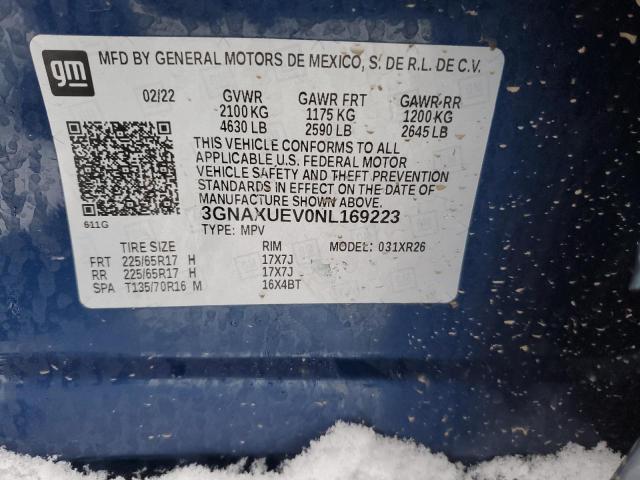 gm
MFD BY GENERAL MOTORS DE MEXICO, S. DE R.L. DE C.V.
02/22 GVWR GAWR FRT GAWR RR
2100 KG 1175 KG 1200 KG
4630 LB 2590 LB 2645 LB
THIS VEHICLE CONFORMS TO ALL
APPLICABLE U.S. FEDERAL MOTOR
VEHICLE SAFETY AND THEFT PREVENTION
STANDARDS IN EFFECT ON THE DATE OF
MANUFACTURE SHOWN ABOVE.
3GNAXUEV0NL169223
611G TYPE: MPV
TIRE SIZE RIM MODEL: 031XR26
FRT 225/65R17 H 17X7J
RR 225/65R17 H 17X7J
SPA T135/70R16 M 16X4BT